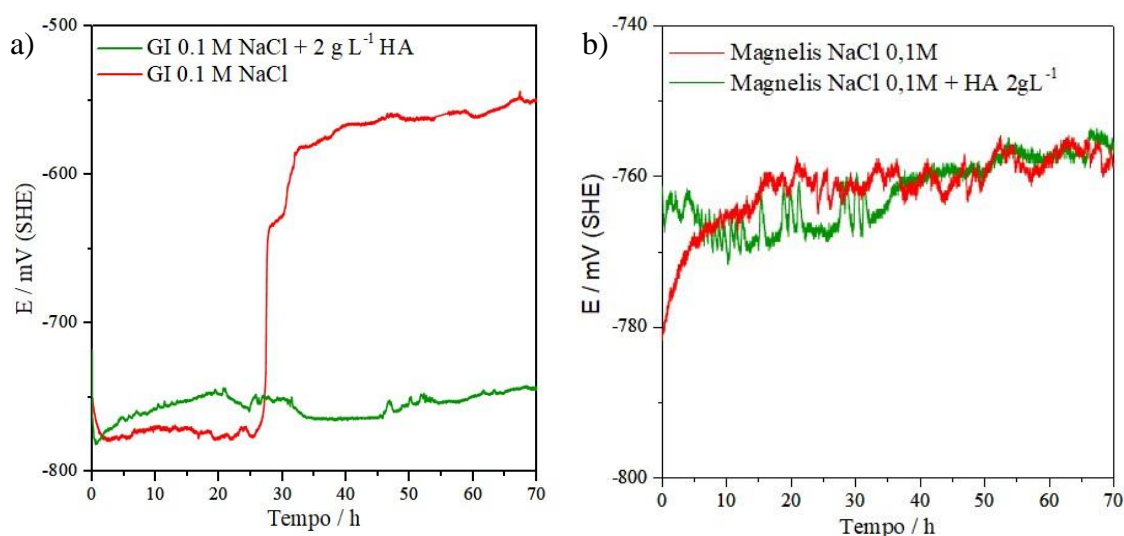 a)
GI 0.1 M NaCl + 2 g L⁻¹ HA
GI 0.1 M NaCl
E / mV (SHE)
-500
-600
-700
-800
0 10 20 30 40 50 60 70
Tempo / h
b)
Magnelis NaCl 0,1M
Magnelis NaCl 0,1M + HA 2gL⁻¹
E / mV (SHE)
-740
-760
-780
-800
0 10 20 30 40 50 60 70
Tempo / h